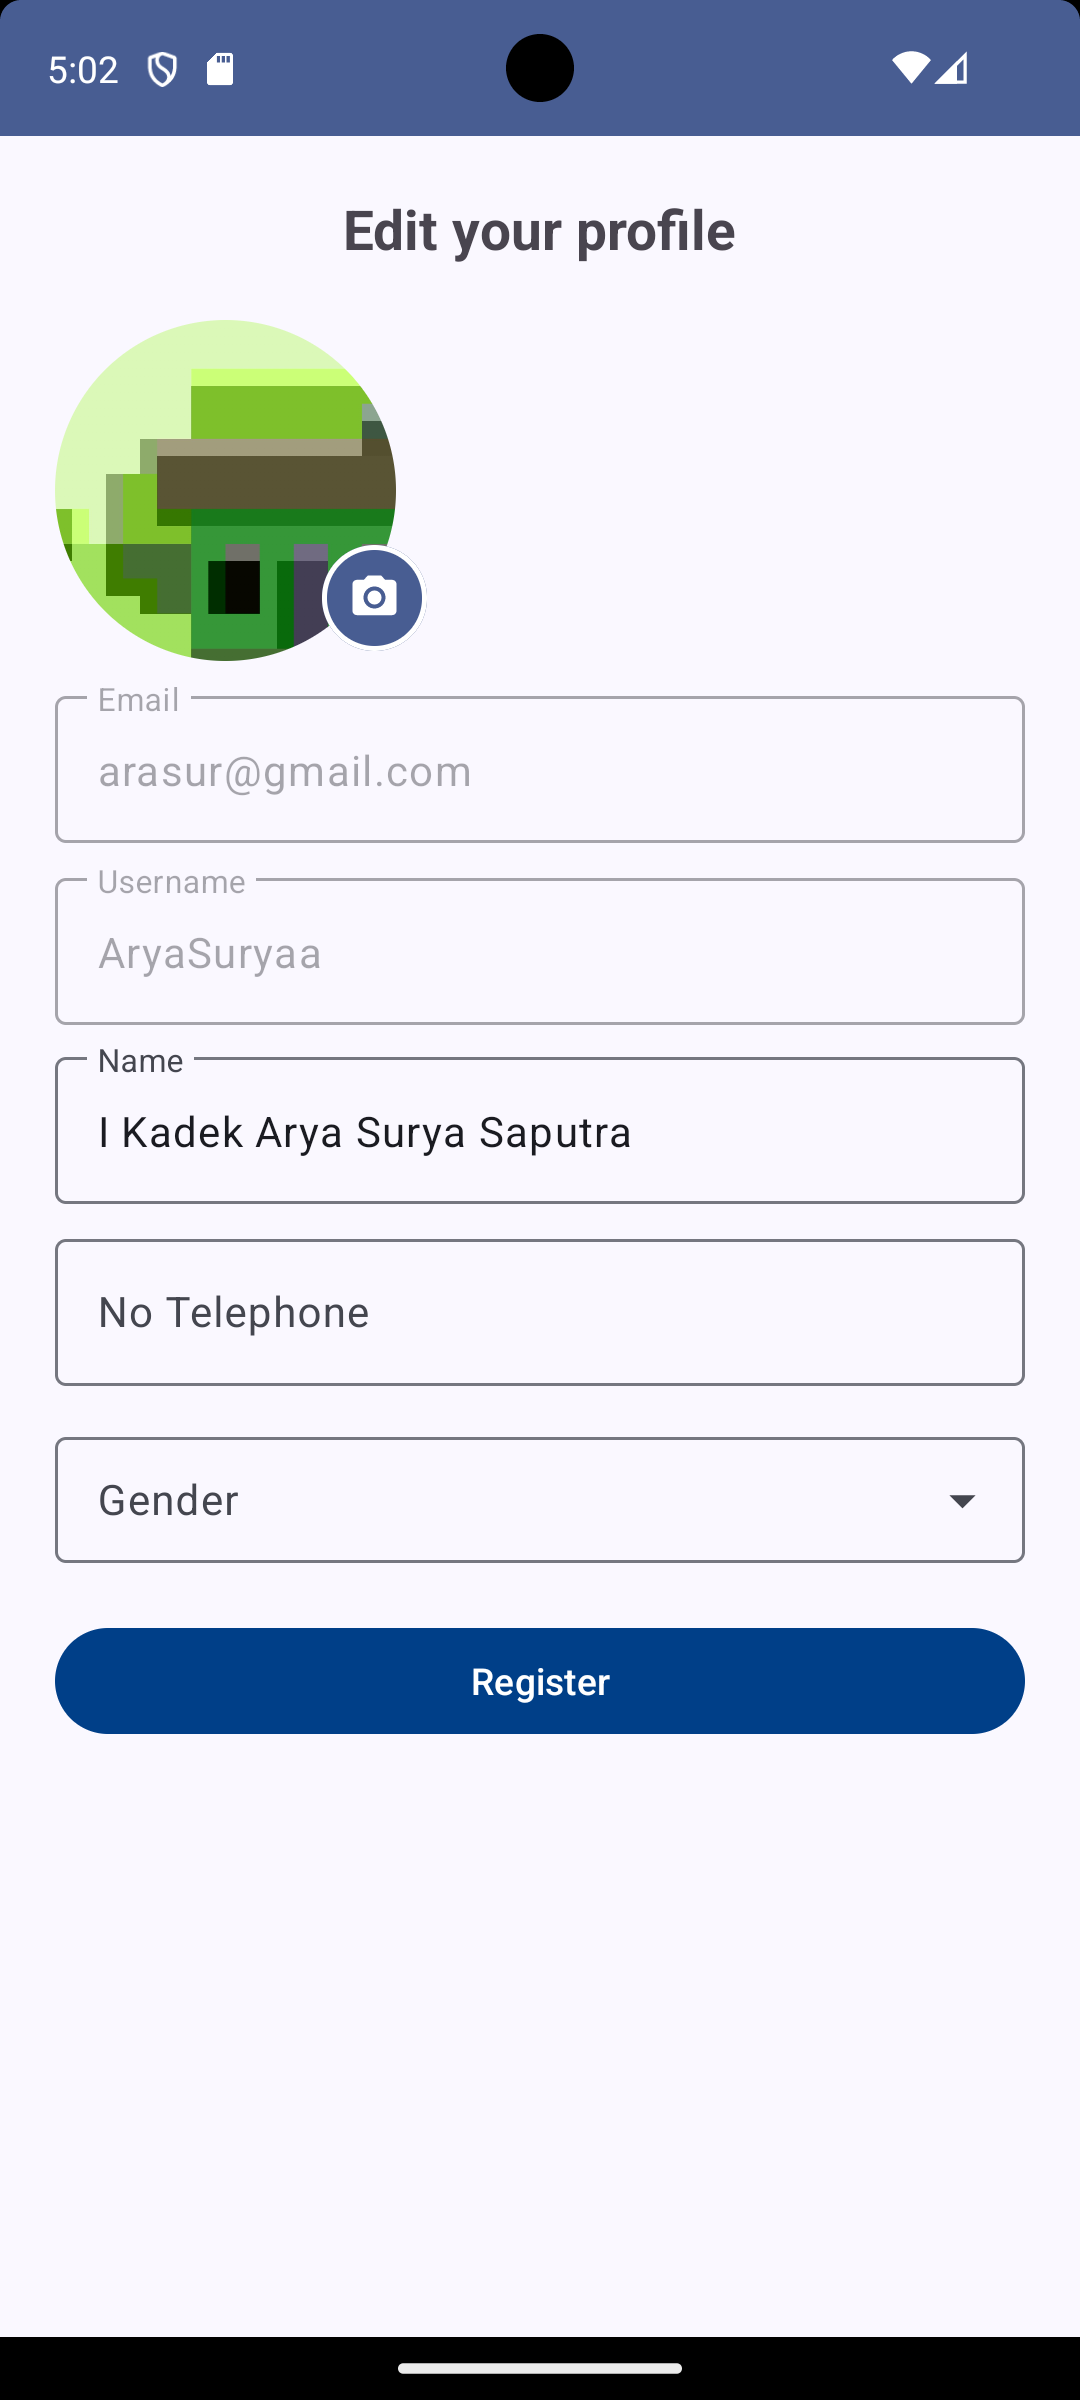 5:02
Edit your profile
Email
arasur@gmail.com
Username
AryaSuryaa
Name
I Kadek Arya Surya Saputra
No Telephone
Gender
Register